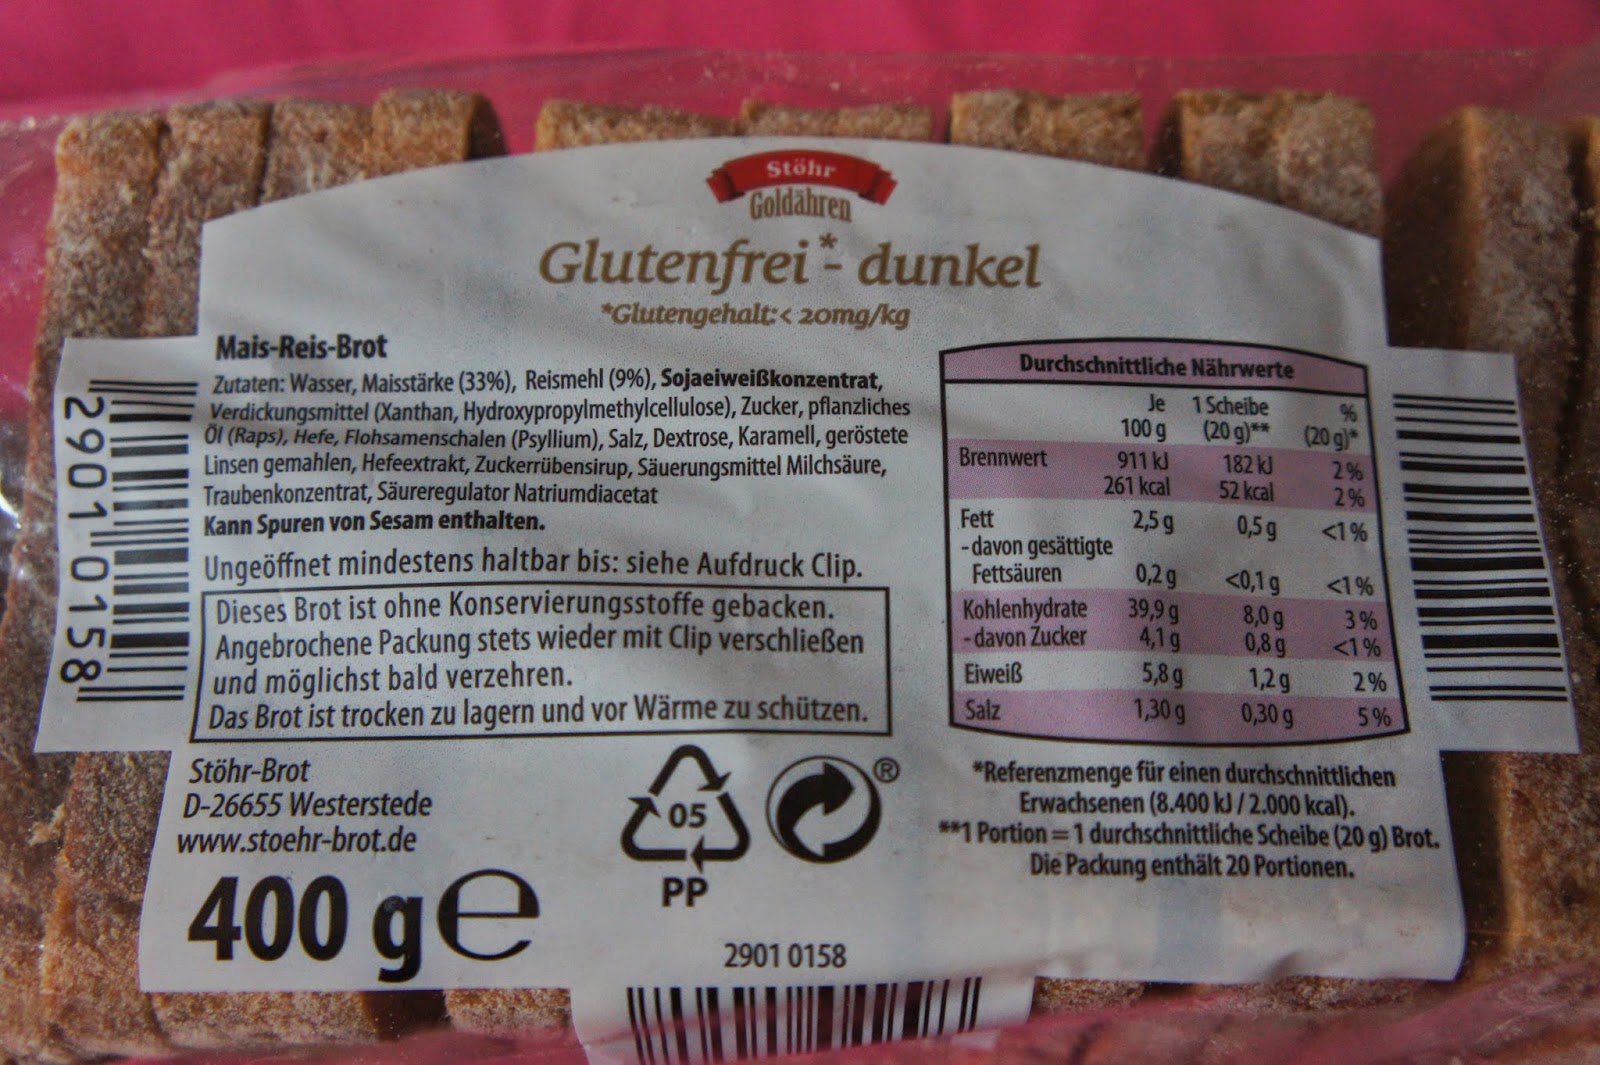 Stöhr
Goldähren
Glutenfrei* - dunkel
*Glutengehalt:< 20mg/kg
Mais-Reis-Brot
Zutaten: Wasser, Maisstärke (33%), Reismehl (9%), Sojaeiweißkonzentrat,
Verdickungsmittel (Xanthan, Hydroxypropylmethylcellulose), Zucker, pflanzliches
Öl (Raps), Hefe, Flohsamenschalen (Psyllium), Salz, Dextrose, Karamell, geröstete
Linsen gemahlen, Hefeextrakt, Zuckerrübensirup, Säuerungsmittel Milchsäure,
Traubenkonzentrat, Säureregulator Natriumdiacetat
Kann Spuren von Sesam enthalten.
Ungeöffnet mindestens haltbar bis: siehe Aufdruck Clip.
Dieses Brot ist ohne Konservierungsstoffe gebacken.
Angebrochene Packung stets wieder mit Clip verschließen
und möglichst bald verzehren.
Das Brot ist trocken zu lagern und vor Wärme zu schützen.
Stöhr-Brot
D-26655 Westerstede
www.stoehr-brot.de
400 g e
05
PP
®
2901 0158
2901 0158
Durchschnittliche Nährwerte
Je 1 Scheibe %
100 g (20 g)** (20 g)*
Brennwert 911 kJ 182 kJ 2 %
261 kcal 52 kcal 2 %
Fett 2,5 g 0,5 g <1 %
- davon gesättigte
Fettsäuren 0,2 g <0,1 g <1 %
Kohlenhydrate 39,9 g 8,0 g 3 %
- davon Zucker 4,1 g 0,8 g <1 %
Eiweiß 5,8 g 1,2 g 2 %
Salz 1,30 g 0,30 g 5 %
*Referenzmenge für einen durchschnittlichen
Erwachsenen (8.400 kJ / 2.000 kcal).
**1 Portion = 1 durchschnittliche Scheibe (20 g) Brot.
Die Packung enthält 20 Portionen.